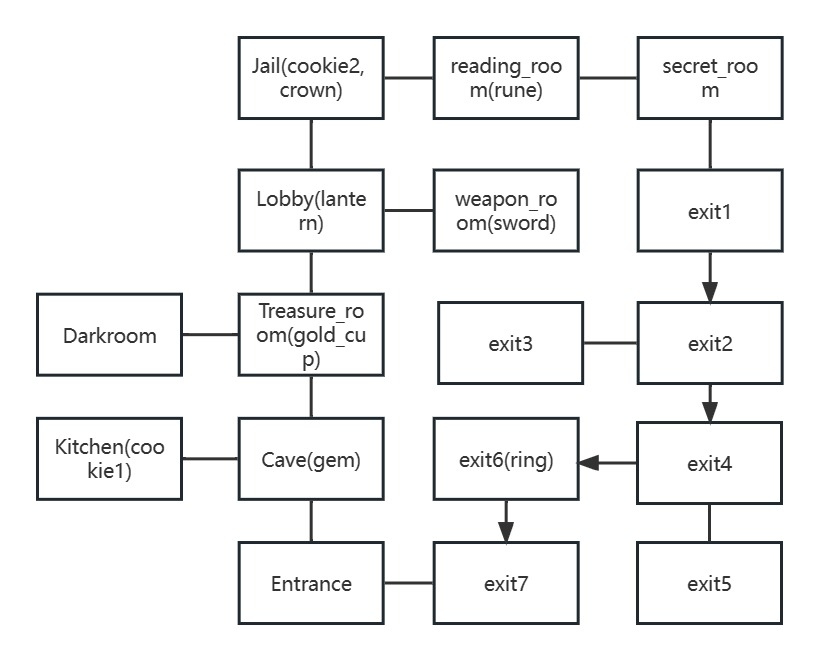 Jail(cookie2,
crown)
reading_roo
m(rune)
secret_roo
m
Lobby(lante
rn)
weapon_ro
om(sword)
exit1
Darkroom
Treasure_ro
om(gold_cu
p)
exit3
exit2
Kitchen(coo
kie1)
Cave(gem)
exit6(ring)
exit4
Entrance
exit7
exit5